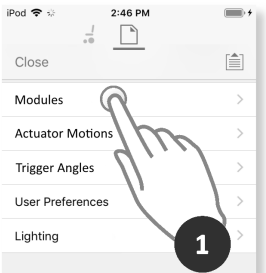 iPod 2:46 PM
Close
Modules
Actuator Motions
Trigger Angles
User Preferences
Lighting
1